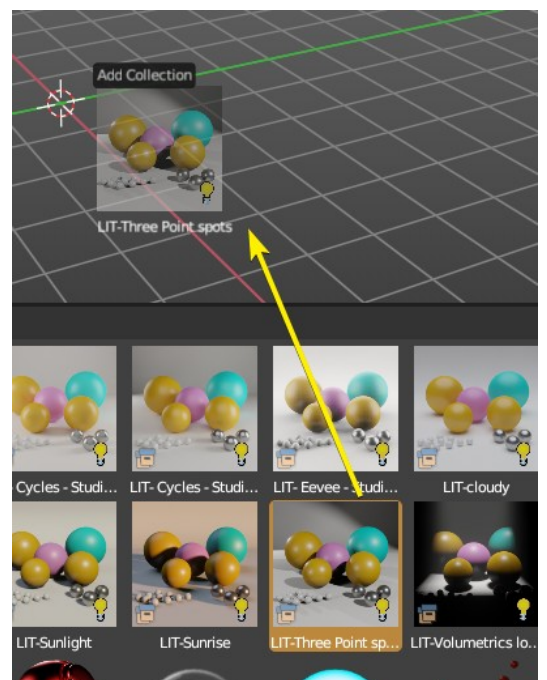 Add Collection
LIT-Three Point spots
Cycles - Studi...
LIT- Cycles - Studi...
LIT- Eevee - Studi...
LIT-cloudy
LIT-Sunlight
LIT-Sunrise
LIT-Three Point sp...
LIT-Volumetrics lo...